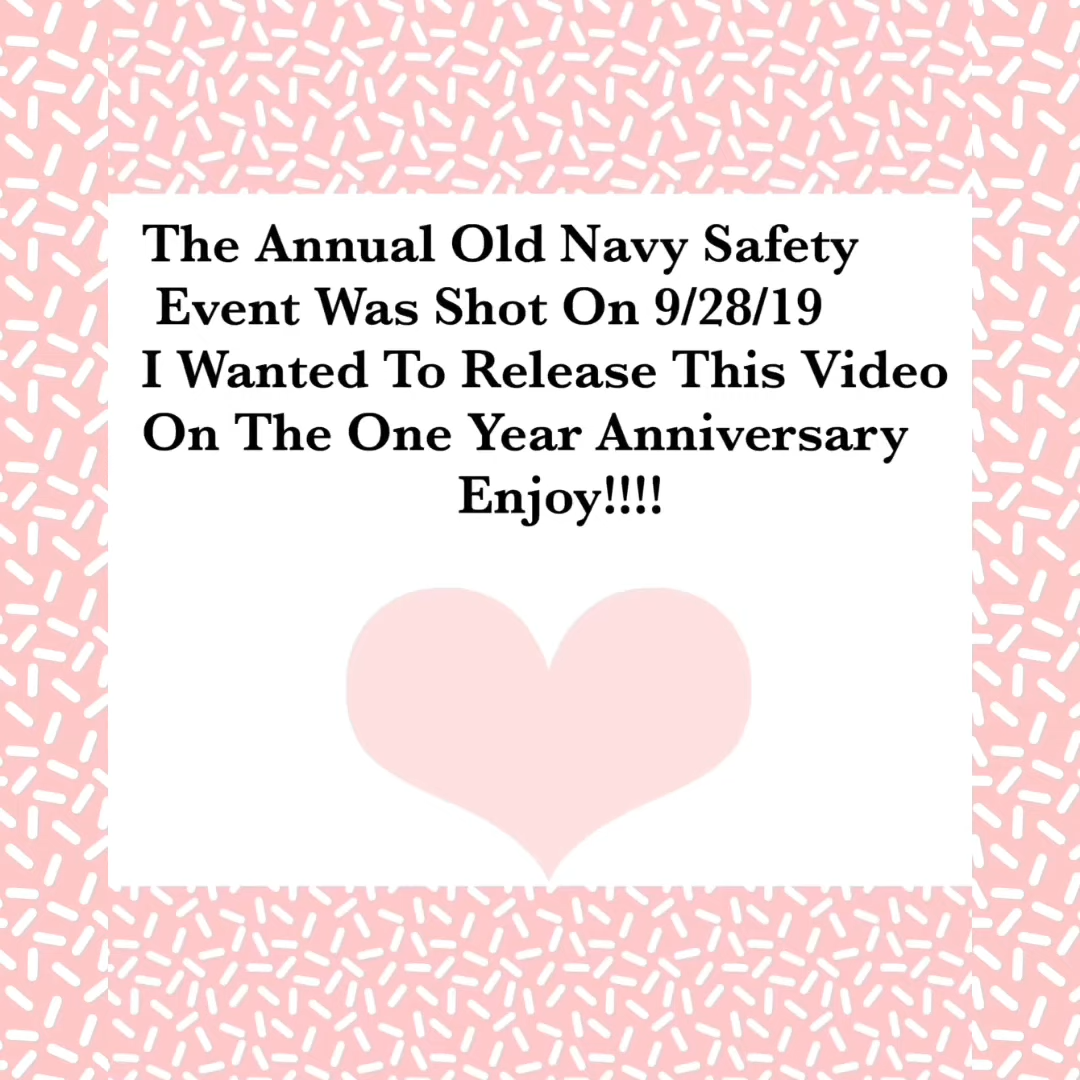 The Annual Old Navy Safety
Event Was Shot On 9/28/19
I Wanted To Release This Video
On The One Year Anniversary
Enjoy!!!!